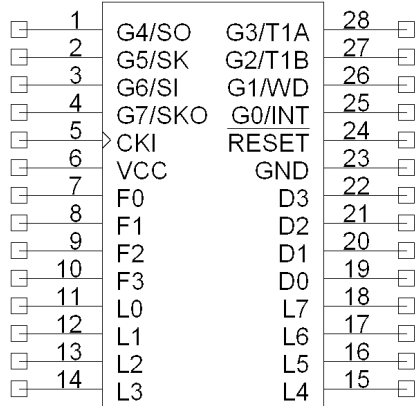 1 G4/SO G3/T1A 28
2 G5/SK G2/T1B 27
3 G6/SI G1/WD 26
4 G7/SKO G0/INT 25
5 CKI RESET 24
6 VCC GND 23
7 F0 D3 22
8 F1 D2 21
9 F2 D1 20
10 F3 D0 19
11 L0 L7 18
12 L1 L6 17
13 L2 L5 16
14 L3 L4 15